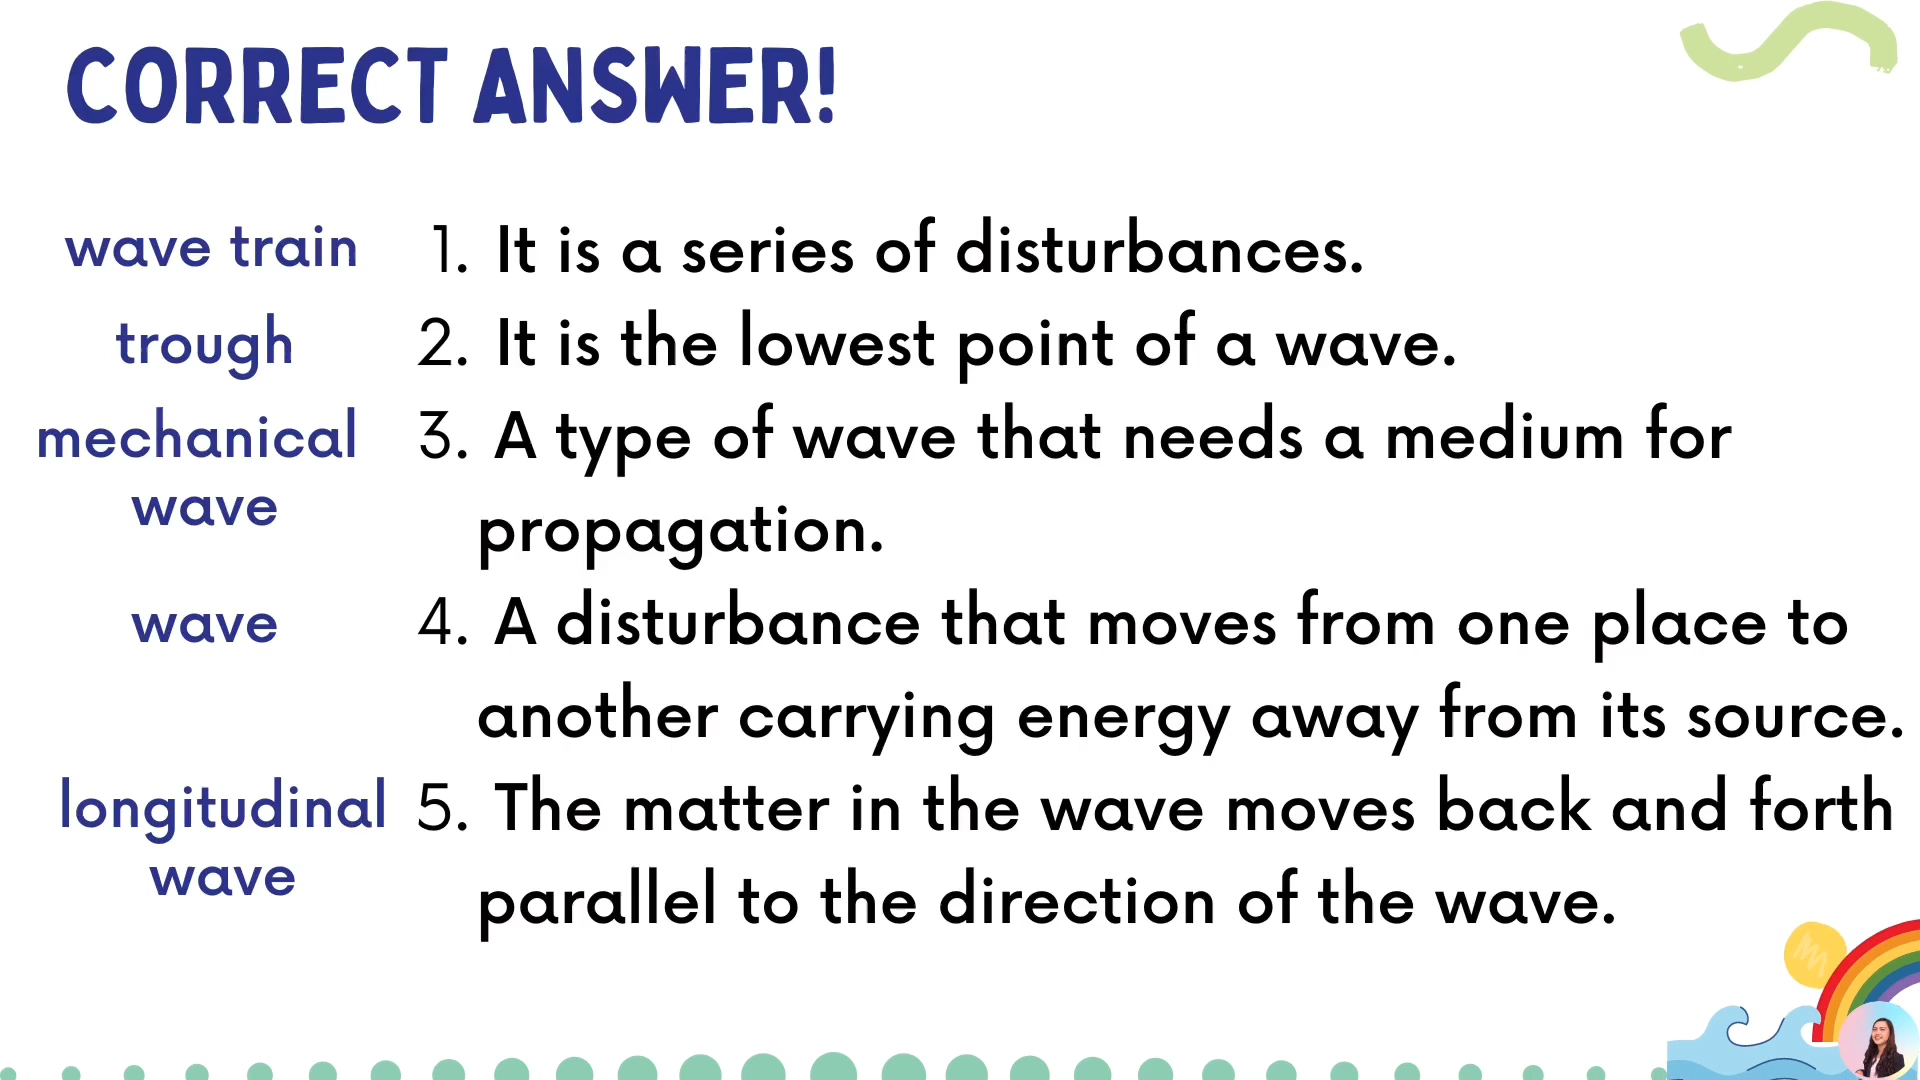 CORRECT ANSWER!
wave train 1. It is a series of disturbances.
trough 2. It is the lowest point of a wave.
mechanical 3. A type of wave that needs a medium for
wave propagation.
wave 4. A disturbance that moves from one place to
another carrying energy away from its source.
longitudinal 5. The matter in the wave moves back and forth
wave parallel to the direction of the wave.